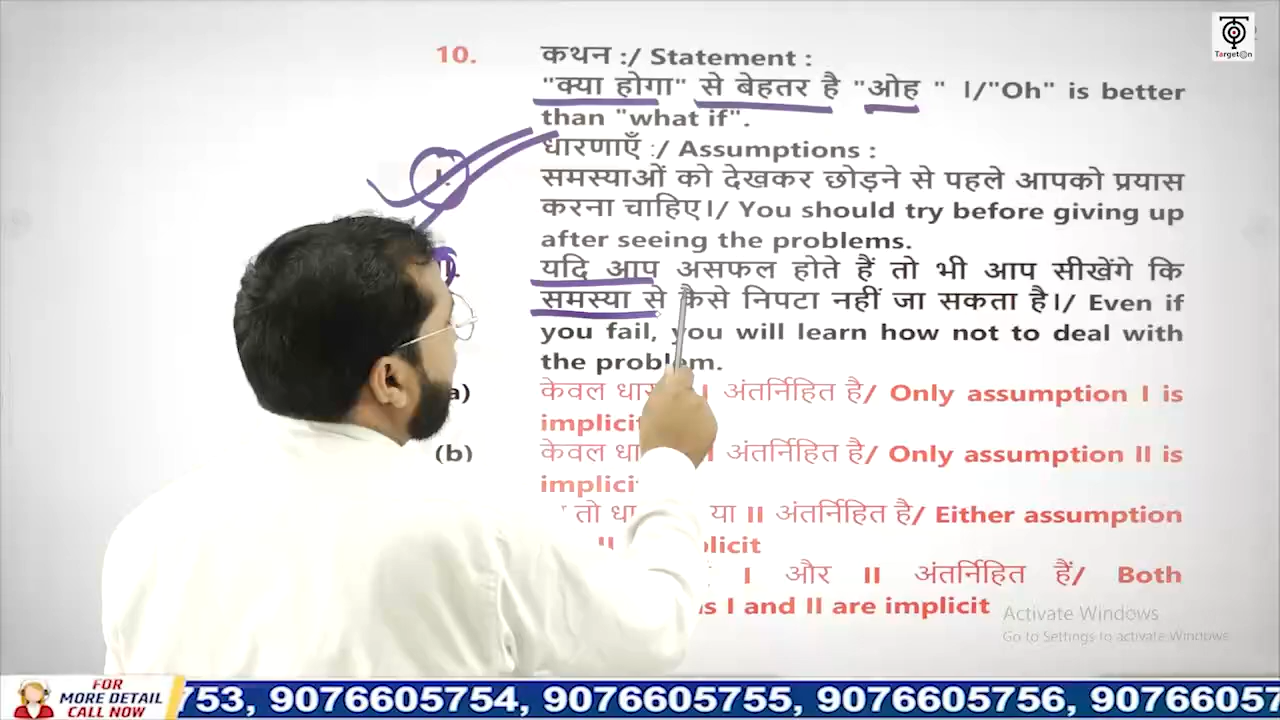 Target@n
10. कथन :/ Statement :
"क्या होगा" से बेहतर है "ओह " ।/"Oh" is better
than "what if".
धारणाएँ :/ Assumptions :
I. समस्याओं को देखकर छोड़ने से पहले आपको प्रयास
करना चाहिए।/ You should try before giving up
after seeing the problems.
यदि आप असफल होते हैं तो भी आप सीखेंगे कि
समस्या से कैसे निपटा नहीं जा सकता है।/ Even if
you fail, you will learn how not to deal with
the problem.
केवल I अंतर्निहित है/ Only assumption I is
implicit
(b) केवल अंतर्निहित है/ Only assumption II is
implicit
तो या II अंतर्निहित है/ Either assumption
II
I और II अंतर्निहित हैं/ Both
I and II are implicit
Activate Windows
Go to Settings to activate Windows
FOR
MORE DETAIL
CALL NOW
753, 9076605754, 9076605755, 9076605756, 90766057